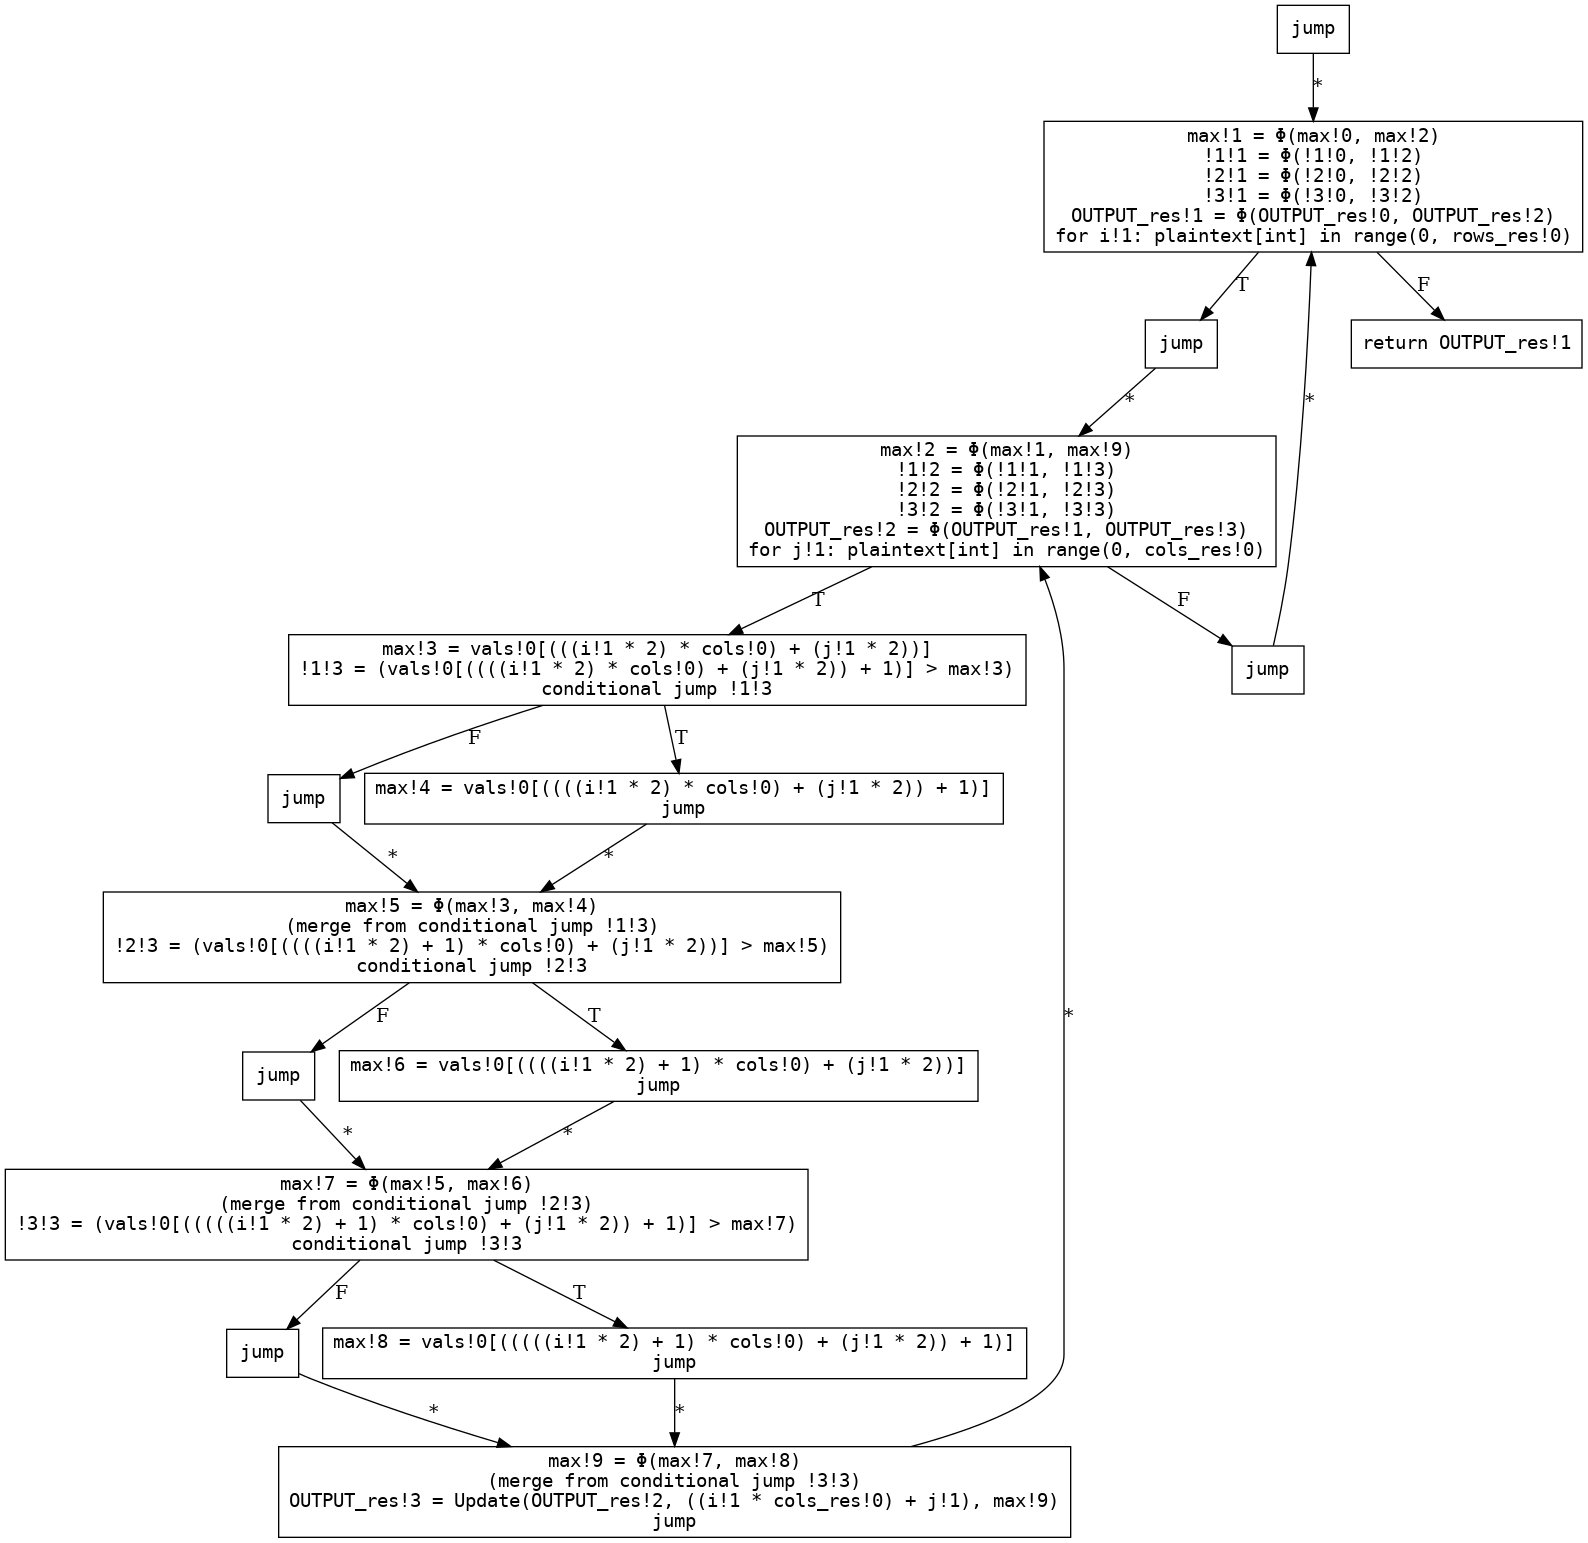 jump
*
max!1 = Φ(max!0, max!2)
!1!1 = Φ(!1!0, !1!2)
!2!1 = Φ(!2!0, !2!2)
!3!1 = Φ(!3!0, !3!2)
OUTPUT_res!1 = Φ(OUTPUT_res!0, OUTPUT_res!2)
for i!1: plaintext[int] in range(0, rows_res!0)
T
F
jump
return OUTPUT_res!1
*
*
max!2 = Φ(max!1, max!9)
!1!2 = Φ(!1!1, !1!3)
!2!2 = Φ(!2!1, !2!3)
!3!2 = Φ(!3!1, !3!3)
OUTPUT_res!2 = Φ(OUTPUT_res!1, OUTPUT_res!3)
for j!1: plaintext[int] in range(0, cols_res!0)
T
F
max!3 = vals!0[(((i!1 * 2) * cols!0) + (j!1 * 2))]
!1!3 = (vals!0[((((i!1 * 2) * cols!0) + (j!1 * 2)) + 1)] > max!3)
conditional jump !1!3
jump
F
T
jump
max!4 = vals!0[((((i!1 * 2) * cols!0) + (j!1 * 2)) + 1)]
jump
*
*
max!5 = Φ(max!3, max!4)
(merge from conditional jump !1!3)
!2!3 = (vals!0[((((i!1 * 2) + 1) * cols!0) + (j!1 * 2))] > max!5)
conditional jump !2!3
F
T
*
jump
max!6 = vals!0[((((i!1 * 2) + 1) * cols!0) + (j!1 * 2))]
jump
*
*
max!7 = Φ(max!5, max!6)
(merge from conditional jump !2!3)
!3!3 = (vals!0[(((((i!1 * 2) + 1) * cols!0) + (j!1 * 2)) + 1)] > max!7)
conditional jump !3!3
F
T
jump
max!8 = vals!0[(((((i!1 * 2) + 1) * cols!0) + (j!1 * 2)) + 1)]
jump
*
*
max!9 = Φ(max!7, max!8)
(merge from conditional jump !3!3)
OUTPUT_res!3 = Update(OUTPUT_res!2, ((i!1 * cols_res!0) + j!1), max!9)
jump